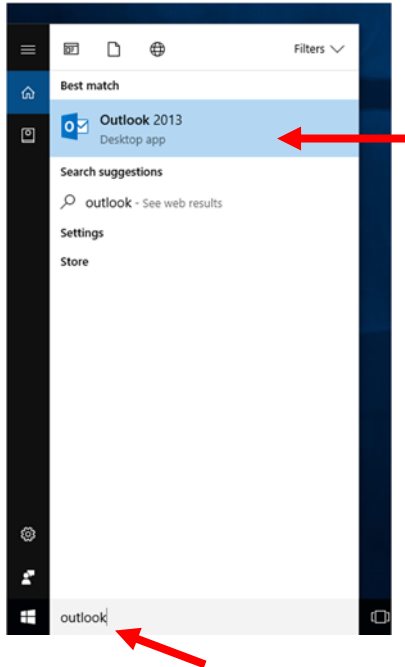 Filters
Best match
Outlook 2013
Desktop app
Search suggestions
outlook - See web results
Settings
Store
outlook